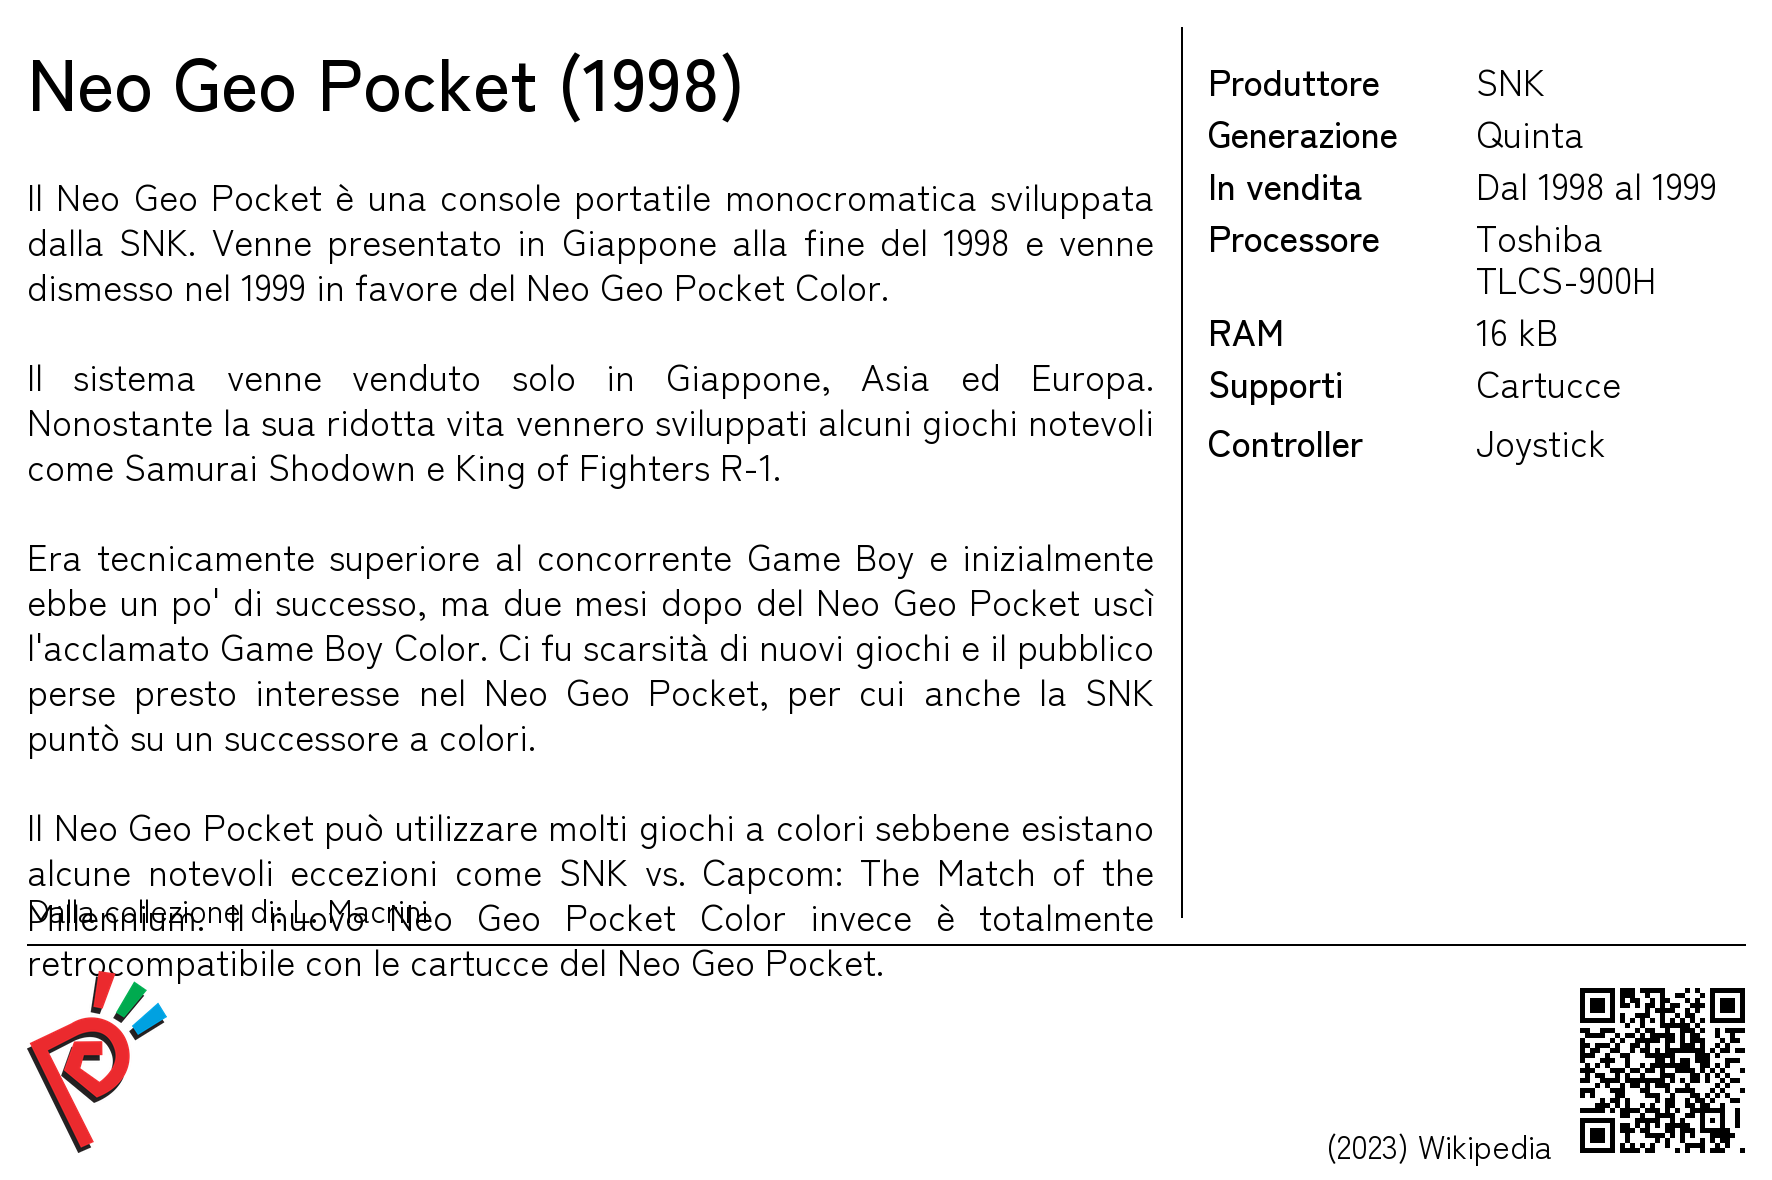 Neo Geo Pocket (1998)
Il Neo Geo Pocket è una console portatile monocromatica sviluppata
dalla SNK. Venne presentato in Giappone alla fine del 1998 e venne
dismesso nel 1999 in favore del Neo Geo Pocket Color.
Il sistema venne venduto solo in Giappone, Asia ed Europa.
Nonostante la sua ridotta vita vennero sviluppati alcuni giochi notevoli
come Samurai Shodown e King of Fighters R-1.
Era tecnicamente superiore al concorrente Game Boy e inizialmente
ebbe un po' di successo, ma due mesi dopo del Neo Geo Pocket uscì
l'acclamato Game Boy Color. Ci fu scarsità di nuovi giochi e il pubblico
perse presto interesse nel Neo Geo Pocket, per cui anche la SNK
puntò su un successore a colori.
Il Neo Geo Pocket può utilizzare molti giochi a colori sebbene esistano
alcune notevoli eccezioni come SNK vs. Capcom: The Match of the
Millennium. Il nuovo Neo Geo Pocket Color invece è totalmente
retrocompatibile con le cartucce del Neo Geo Pocket.
Dalla collezione di: L. Macrini
Produttore SNK
Generazione Quinta
In vendita Dal 1998 al 1999
Processore Toshiba
TLCS-900H
RAM 16 kB
Supporti Cartucce
Controller Joystick
(2023) Wikipedia